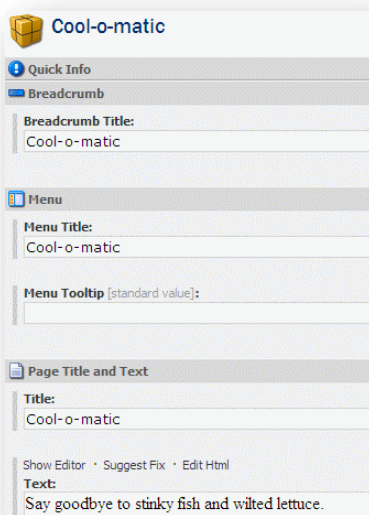 Cool-o-matic
Quick Info
Breadcrumb
Breadcrumb Title:
Cool-o-matic
Menu
Menu Title:
Cool-o-matic
Menu Tooltip [standard value]:
Page Title and Text
Title:
Cool-o-matic
Show Editor · Suggest Fix · Edit Html
Text:
Say goodbye to stinky fish and wilted lettuce.